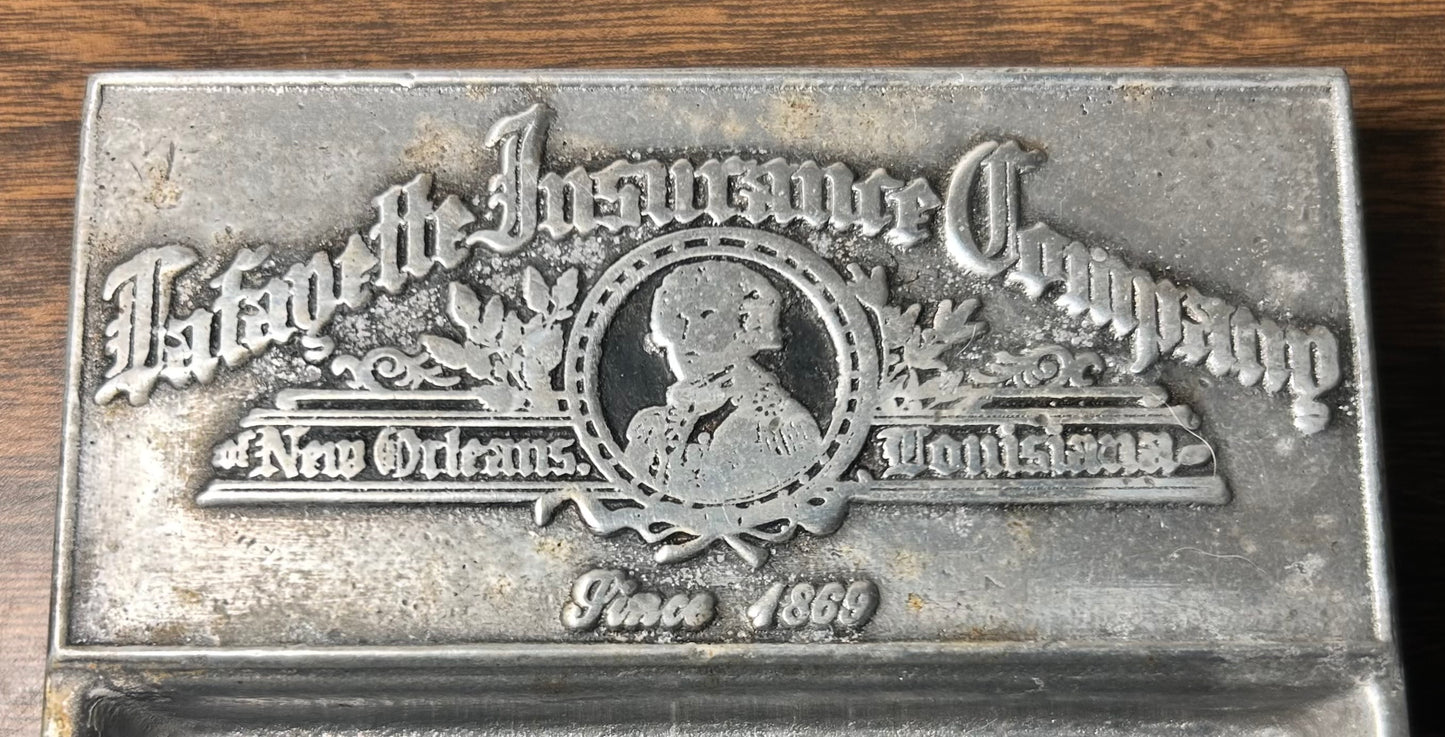 Lafayette Insurance Company
of New Orleans, Louisiana
Since 1869